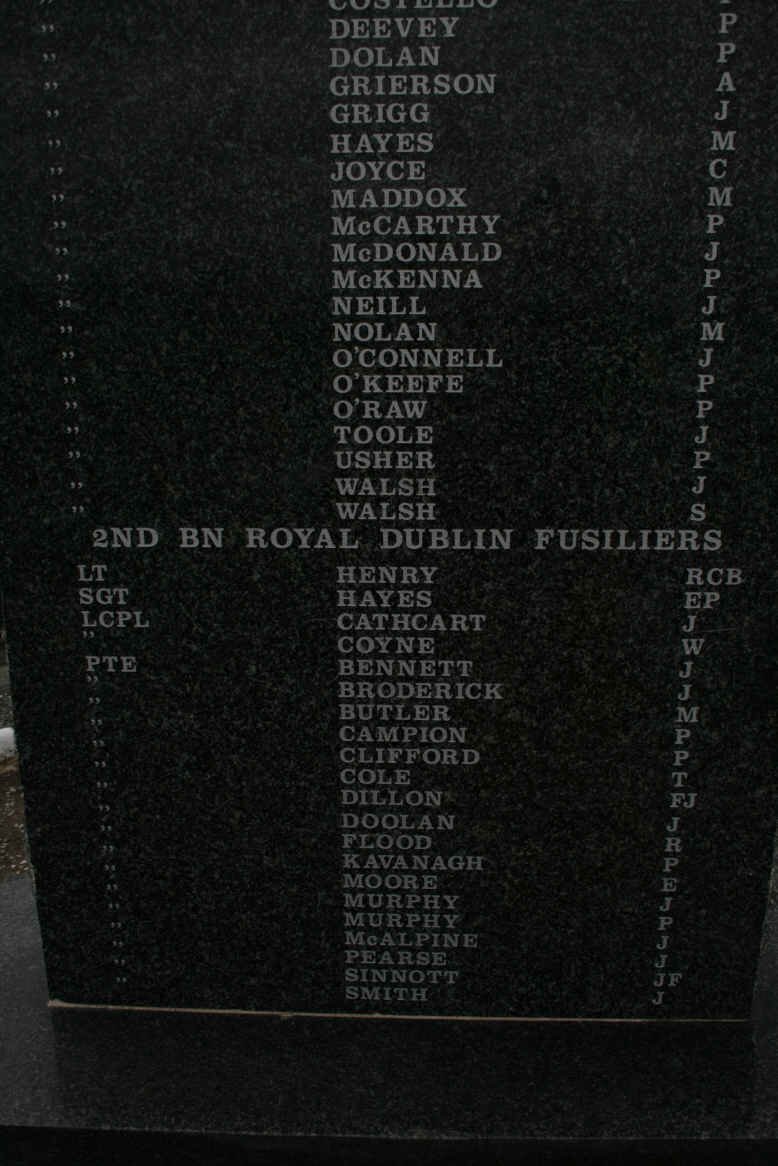 " COSTELLO P
" DEEVEY P
" DOLAN P
" GRIERSON A
" GRIGG J
" HAYES M
" JOYCE C
" MADDOX M
" McCARTHY P
" McDONALD J
" McKENNA P
" NEILL J
" NOLAN M
" O'CONNELL J
" O'KEEFE P
" O'RAW P
" TOOLE J
" USHER P
" WALSH J
" WALSH S
2ND BN ROYAL DUBLIN FUSILIERS
LT HENRY RCB
SGT HAYES EP
LCPL CATHCART J
" COYNE W
PTE BENNETT J
" BRODERICK J
" BUTLER M
" CAMPION P
" CLIFFORD P
" COLE T
" DILLON FJ
" DOOLAN J
" FLOOD R
" KAVANAGH P
" MOORE E
" MURPHY J
" MURPHY P
" McALPINE J
" PEARSE J
" SINNOTT JF
" SMITH J